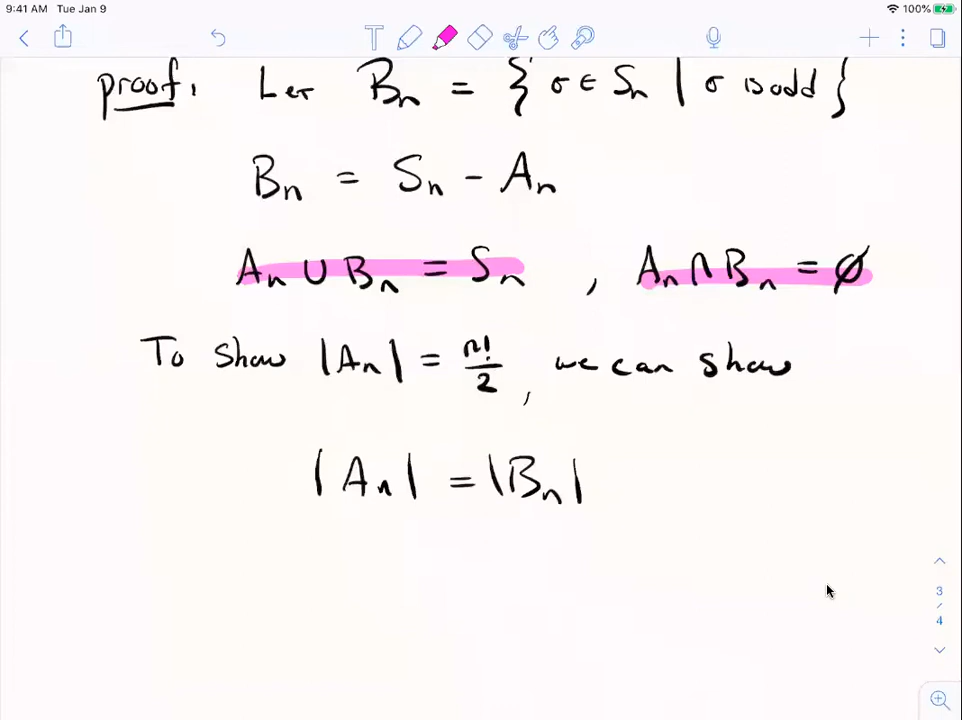 9:41 AM Tue Jan 9
100%
proof: Let Bₙ = { σ ∈ Sₙ | σ is odd }
Bₙ = Sₙ - Aₙ
Aₙ ∪ Bₙ = Sₙ , Aₙ ∩ Bₙ = ∅
To show |Aₙ| = n!/2, we can show
|Aₙ| = |Bₙ|
3
/
4